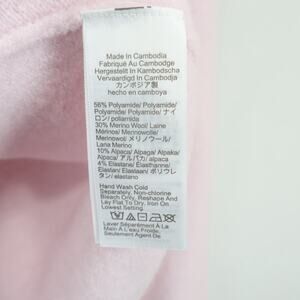 Made In Cambodia
Fabriqué Au Cambodge
Hergestellt In Kambodscha
Vervaardigd In Cambodja
カンボジア製
hecho en camboya
56% Polyamide/ Polyamide/
Polyamid/ Polyamide/ ナイ
ロン/ poliamida
30% Merino Wool/ Laine
Mérinos/ Merinowolle/
Merinowol/ メリノウール/
Lana Merino
10% Alpaca/ Alpaga/ Alpaka/
Alpaca/ アルパカ/ alpaca
4% Elastane/ Élasthanne/
Elastan/ Elastaan/ ポリウレ
タン/ elastano
Hand Wash Cold
Separately, Non-chlorine
Bleach Only, Reshape And
Lay Flat To Dry, Iron On
Laver Séparément À La
Main À L'eau Froide,
Seulement Agent De